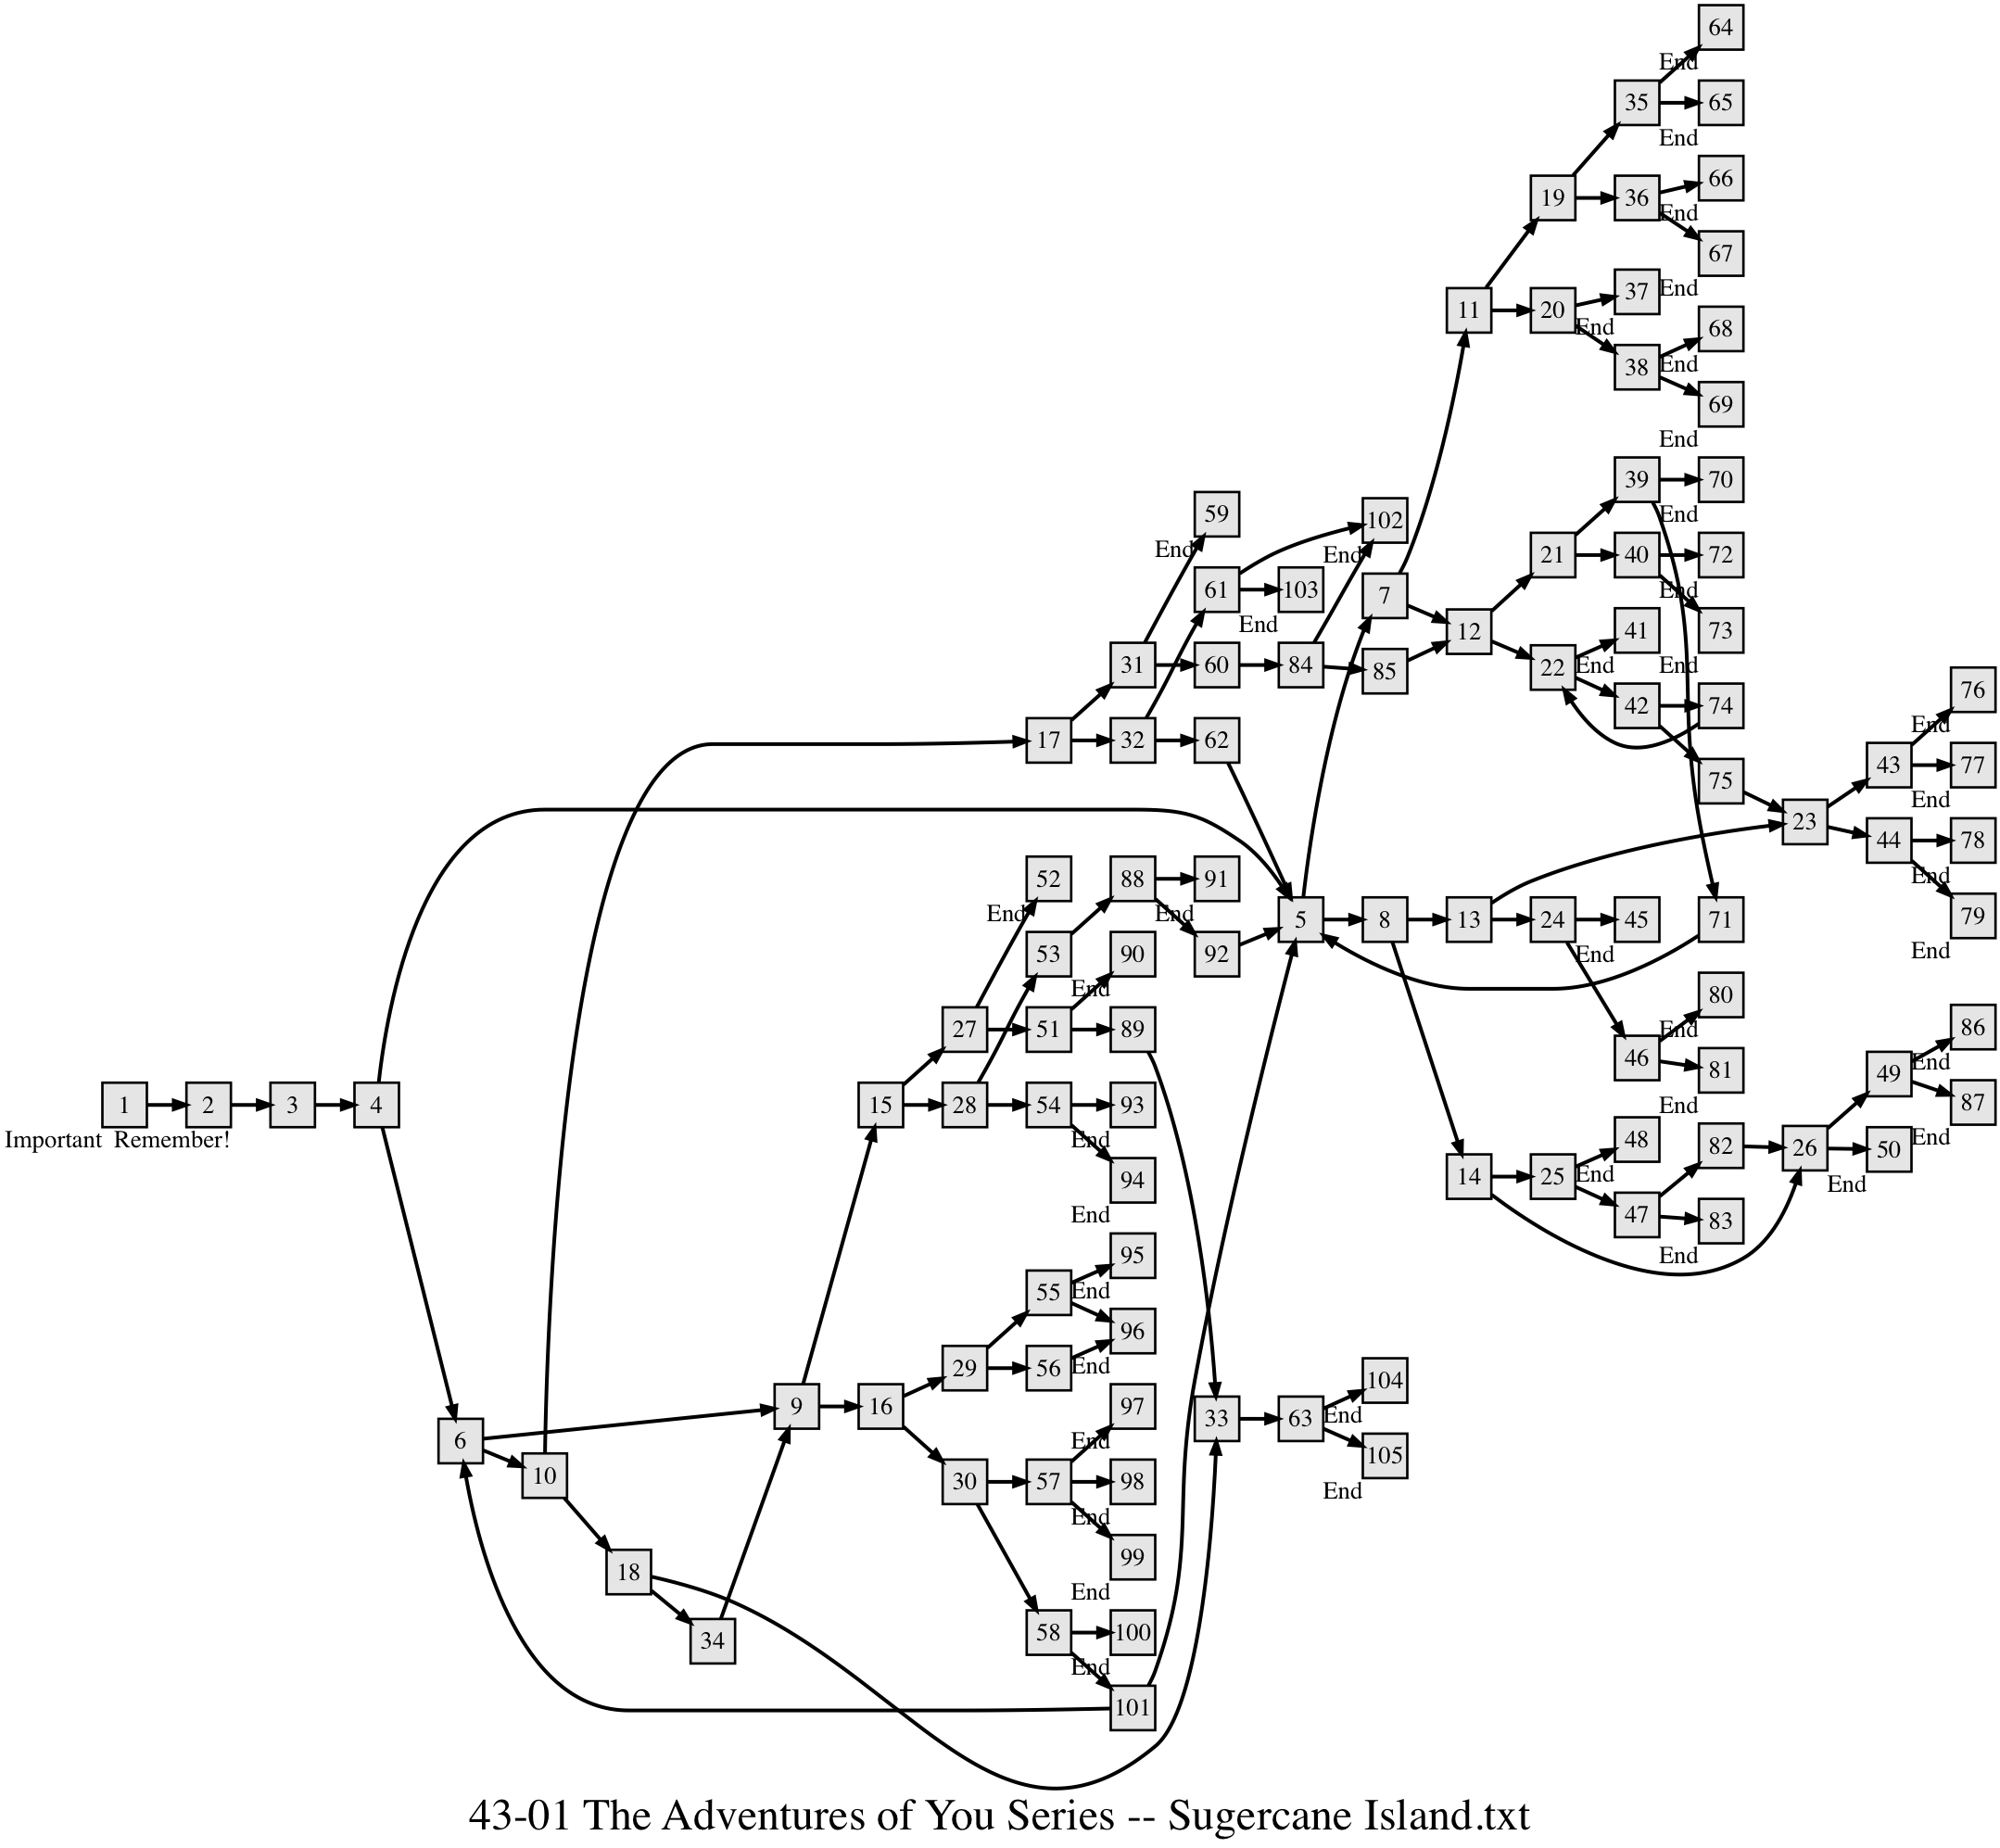 64
End
35
65
End
66
19
36
End
67
37
End
11
20
End
68
End
38
69
End
39
70
59
End
102
End
21
40
72
End
61
103
7
End
73
12
41
End
31
60
84
85
22
End
End
76
42
74
End
17
32
62
43
77
75
End
23
44
78
52
88
91
End
End
End
5
8
13
24
45
71
79
53
90
92
End
End
End
80
27
51
89
End
86
46
81
End
49
1
2
3
4
15
28
54
93
End
87
Important Remember!
End
48
82
26
50
End
94
14
25
End
End
End
47
83
95
End
55
End
96
29
56
End
104
9
16
97
33
63
End
6
End
105
10
30
57
98
End
End
99
18
End
34
58
100
End
101
43-01 The Adventures of You Series -- Sugercane Island.txt